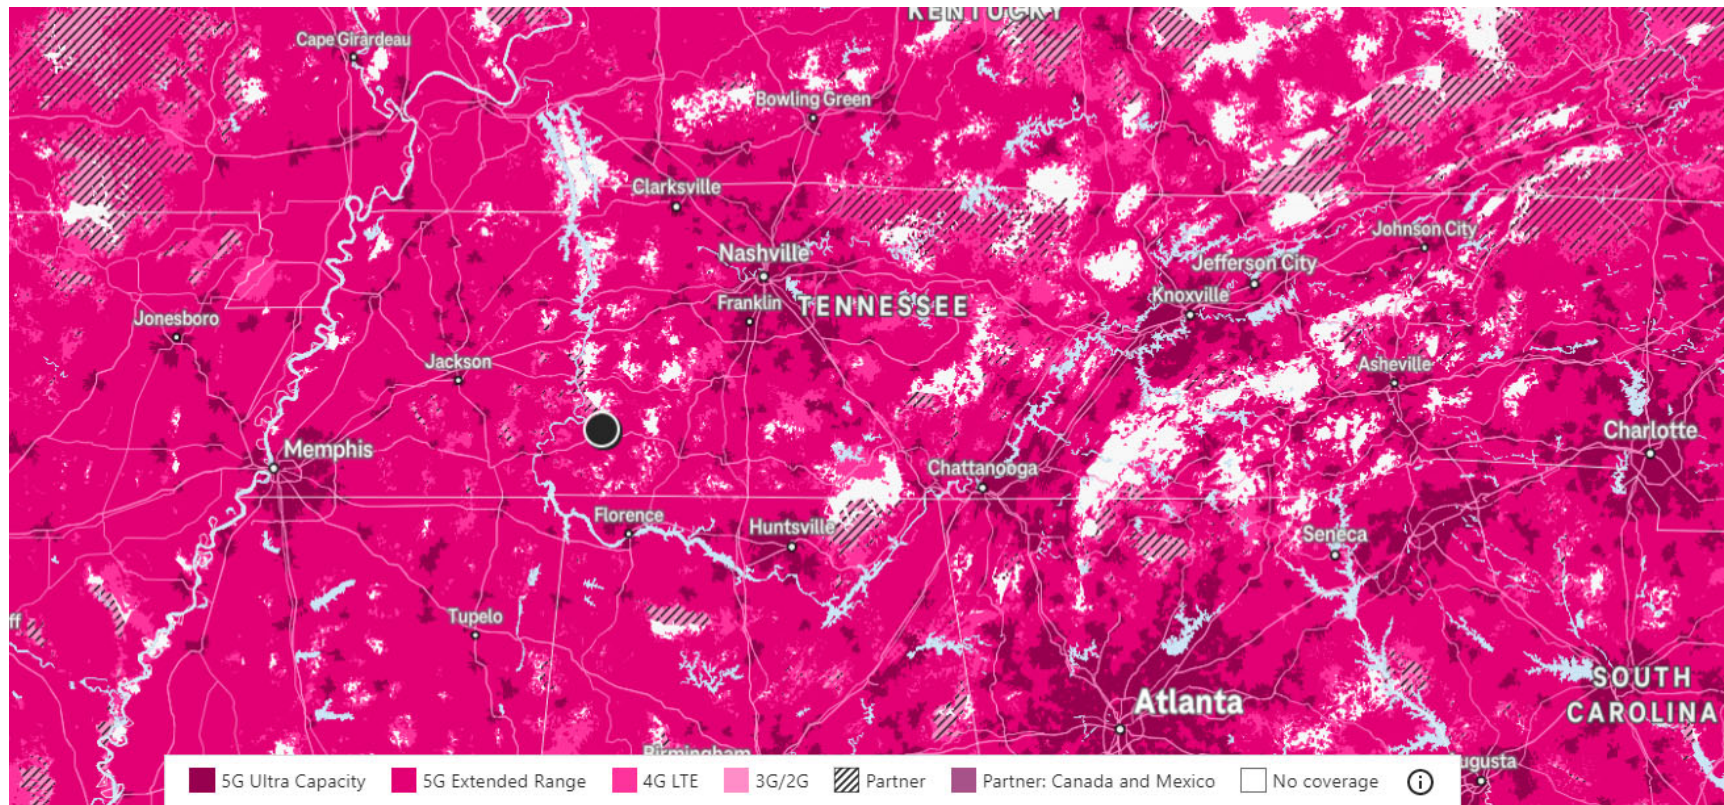 KENTUCKY
Cape Girardeau
Bowling Green
Clarksville
Johnson City
Nashville
Jefferson City
Knoxville
Franklin
TENNESSEE
Jonesboro
Jackson
Asheville
Memphis
Charlotte
Chattanooga
Florence
Huntsville
Seneca
Tupelo
ff
SOUTH
CAROLINA
Atlanta
Birmingham
ugusta
5G Ultra Capacity
5G Extended Range
4G LTE
3G/2G
Partner
Partner: Canada and Mexico
No coverage
i